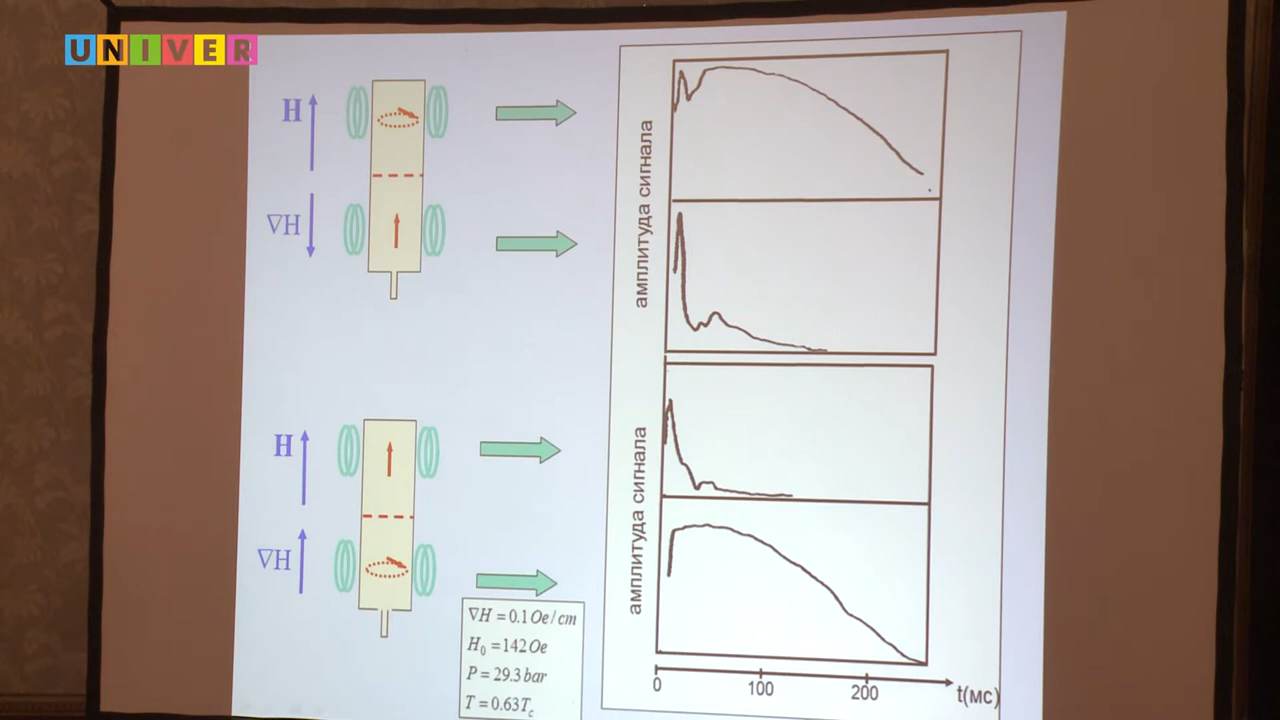 UNIVER
H
∇H
амплитуда сигнала
H
∇H
амплитуда сигнала
∇H = 0.1 Oe/cm
H₀ = 142 Oe
P = 29.3 bar
T = 0.63T꜀
0 100 200 t(мс)